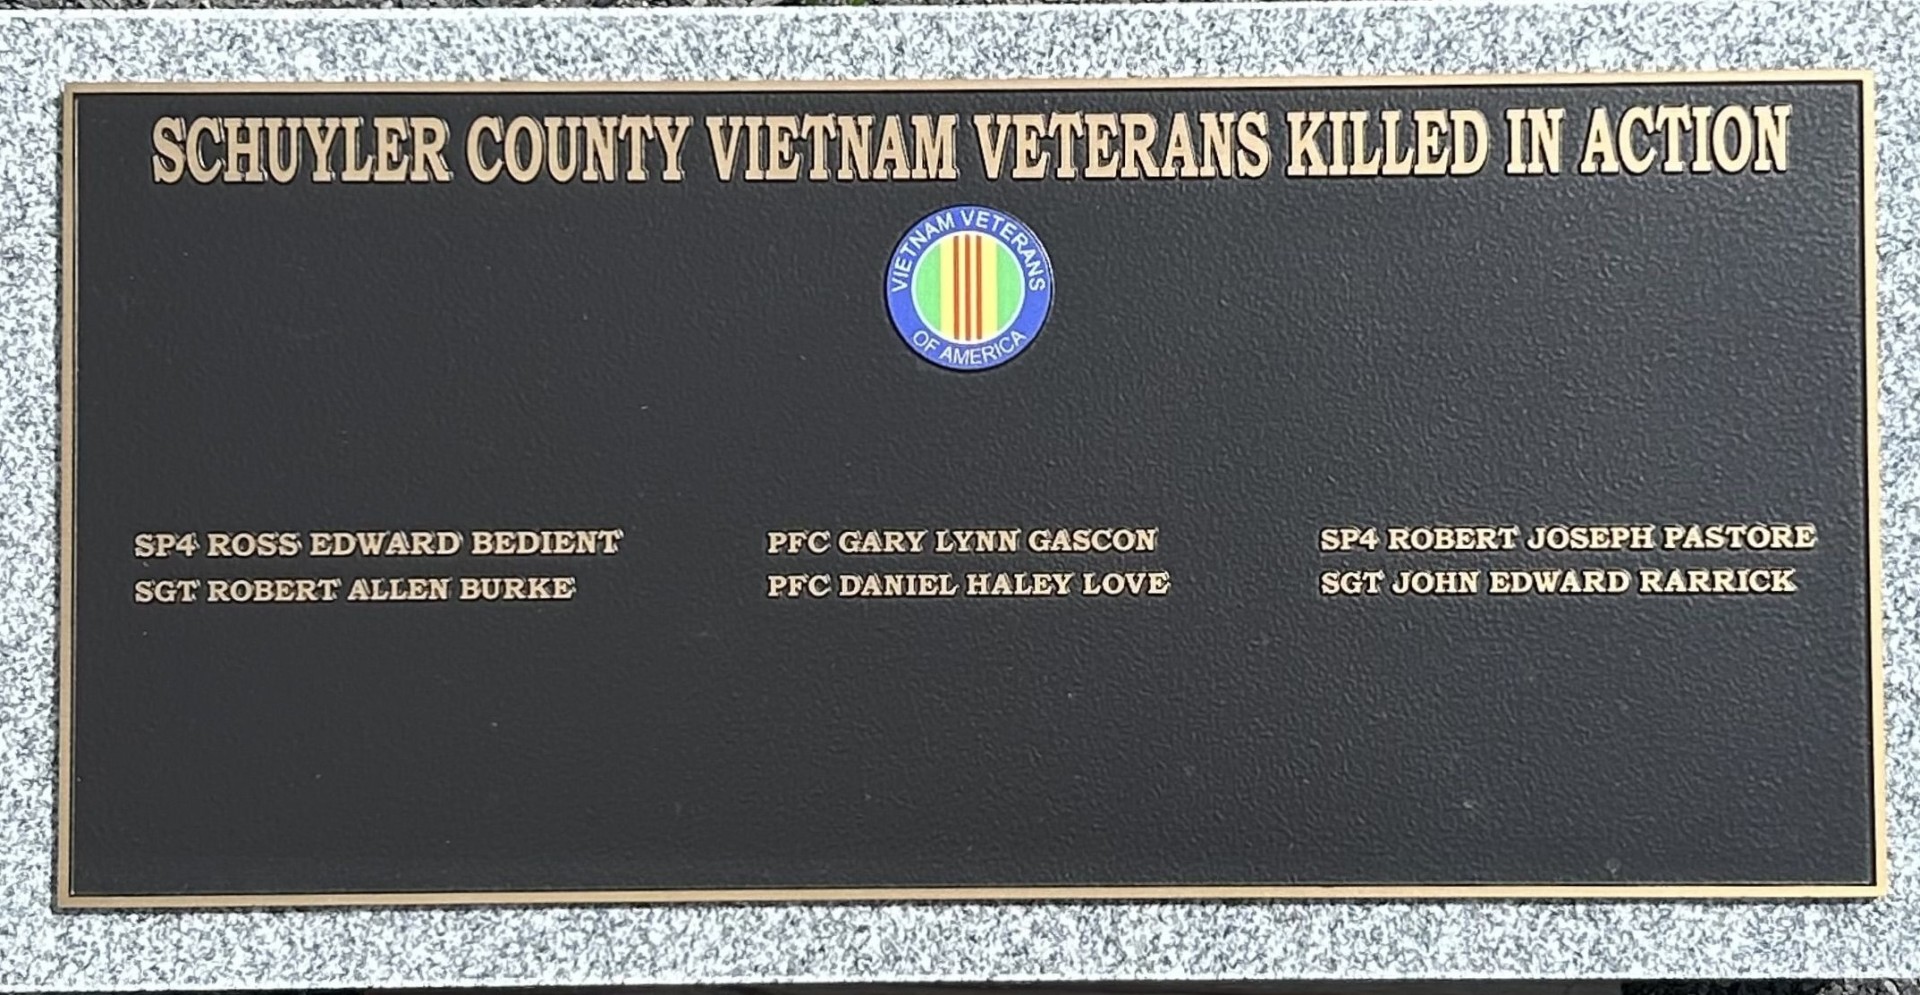 SCHUYLER COUNTY VIETNAM VETERANS KILLED IN ACTION
VIETNAM VETERANS
OF AMERICA
SP4 ROSS EDWARD BEDIENT
SGT ROBERT ALLEN BURKE
PFC GARY LYNN GASCON
PFC DANIEL HALEY LOVE
SP4 ROBERT JOSEPH PASTORE
SGT JOHN EDWARD RARRICK